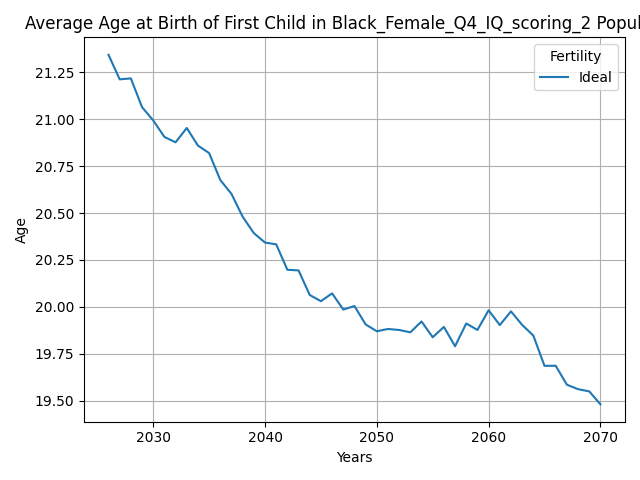 Average Age at Birth of First Child in Black_Female_Q4_IQ_scoring_2 Popul
Fertility
Ideal
21.25
21.00
20.75
20.50
20.25
20.00
19.75
19.50
Age
2030 2040 2050 2060 2070
Years